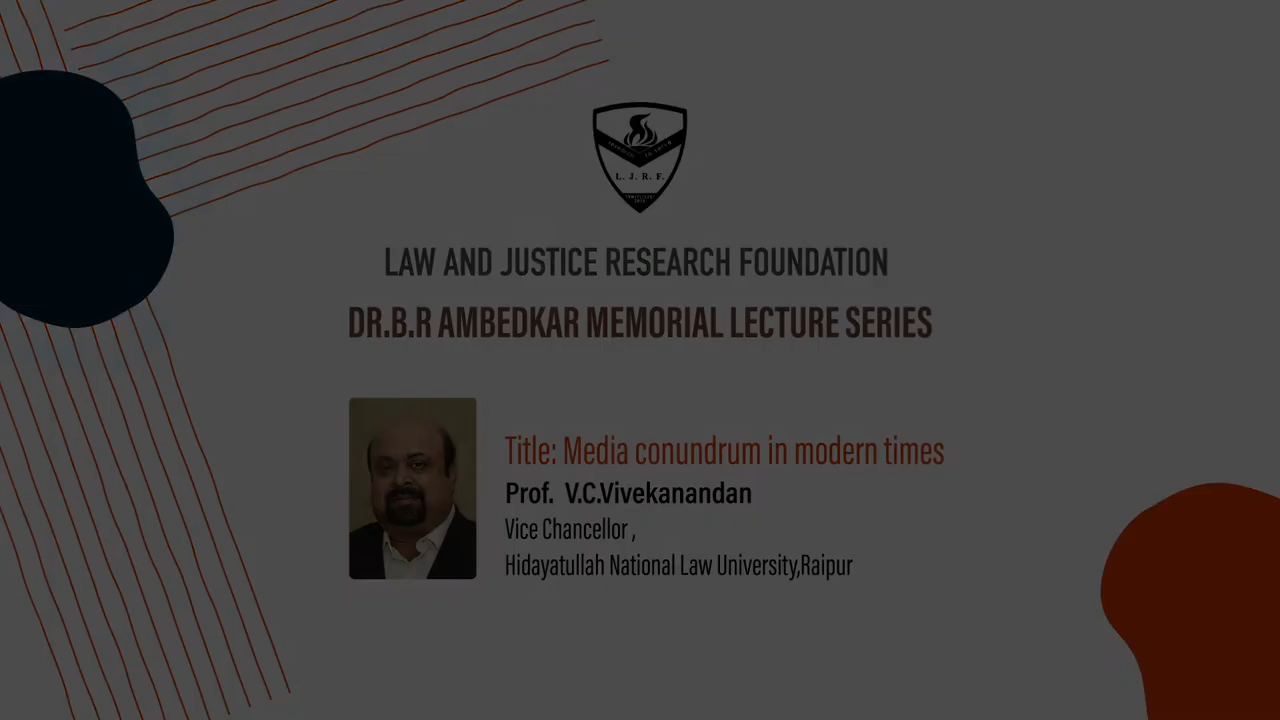 L. J. R. F.
LAW AND JUSTICE RESEARCH FOUNDATION
DR.B.R AMBEDKAR MEMORIAL LECTURE SERIES
Title: Media conundrum in modern times
Prof. V.C.Vivekanandan
Vice Chancellor ,
Hidayatullah National Law University,Raipur